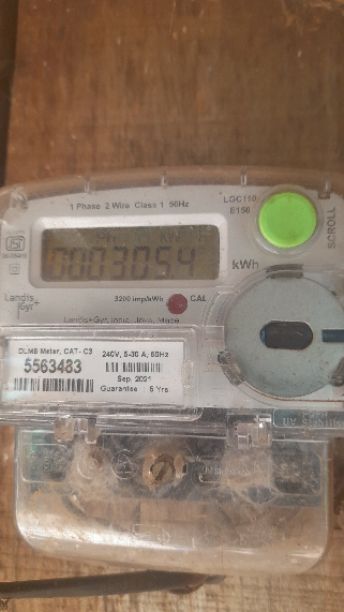 1 Phase 2 Wire Class 1 50Hz
LGC110
E150
SCROLL
0003054
kWh
Landis
Gyr+
3200 imp/kWh
CAL
DLMS Meter, CAT- C3
5563483
240V, 5-30 A, 50Hz
Sep. 2021
Guarantee : 5 Yrs.